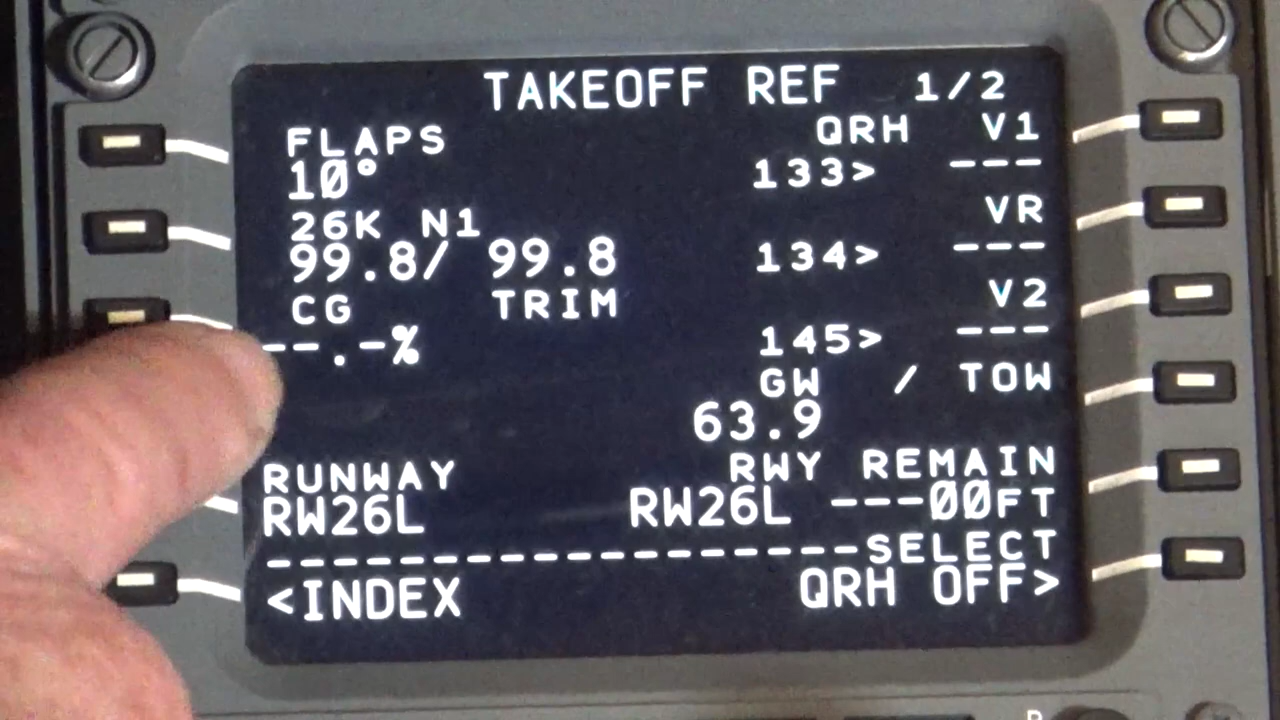 TAKEOFF REF 1/2
FLAPS QRH V1
10° 133> ---
26K N1 VR
99.8/ 99.8 134> ---
CG TRIM V2
--.-% 145> ---
GW / TOW
63.9
RUNWAY RWY REMAIN
RW26L RW26L ---00FT
------------------SELECT
<INDEX QRH OFF>